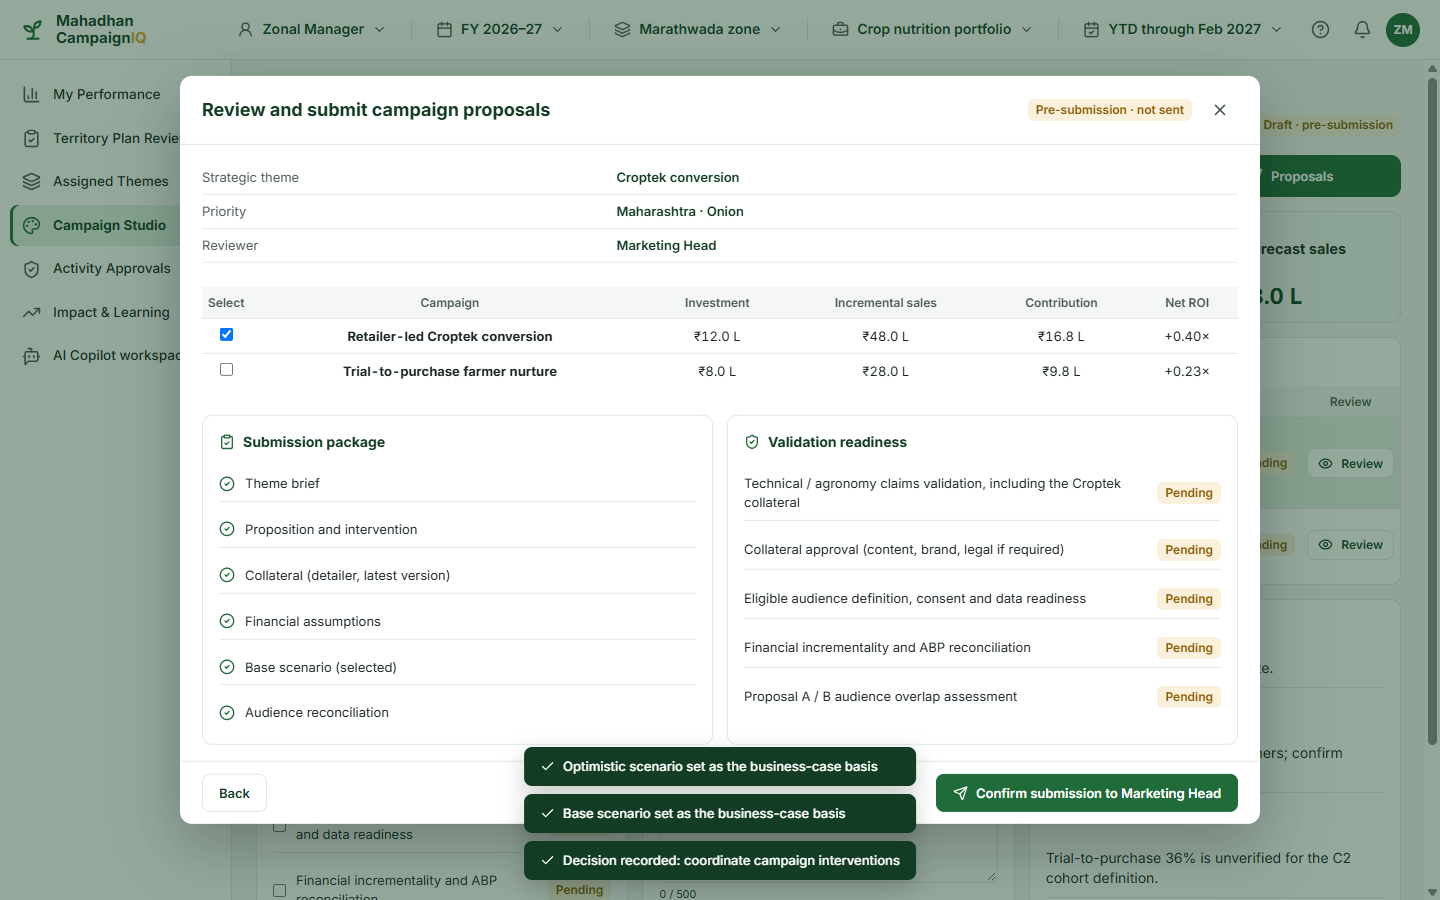 Mahadhan
CampaignIQ
Zonal Manager
FY 2026–27
Marathwada zone
Crop nutrition portfolio
YTD through Feb 2027
ZM
My Performance
Territory Plan Revie
Assigned Themes
Campaign Studio
Activity Approvals
Impact & Learning
AI Copilot workspac
Review and submit campaign proposals
Pre-submission · not sent
Draft · pre-submission
Proposals
Strategic theme
Croptek conversion
Priority
Maharashtra · Onion
Reviewer
Marketing Head
recast sales
3.0 L
Select
Campaign
Investment
Incremental sales
Contribution
Net ROI
Retailer-led Croptek conversion
₹12.0 L
₹48.0 L
₹16.8 L
+0.40×
Trial-to-purchase farmer nurture
₹8.0 L
₹28.0 L
₹9.8 L
+0.23×
Review
nding
Review
nding
Review
Submission package
Theme brief
Proposition and intervention
Collateral (detailer, latest version)
Financial assumptions
Base scenario (selected)
Audience reconciliation
Validation readiness
Technical / agronomy claims validation, including the Croptek
collateral
Pending
Collateral approval (content, brand, legal if required)
Pending
Eligible audience definition, consent and data readiness
Pending
Financial incrementality and ABP reconciliation
Pending
Proposal A / B audience overlap assessment
Pending
te.
ners; confirm
Back
Optimistic scenario set as the business-case basis
Base scenario set as the business-case basis
Decision recorded: coordinate campaign interventions
Confirm submission to Marketing Head
and data readiness
Financial incrementality and ABP
reconciliation
Pending
0 / 500
Trial-to-purchase 36% is unverified for the C2
cohort definition.